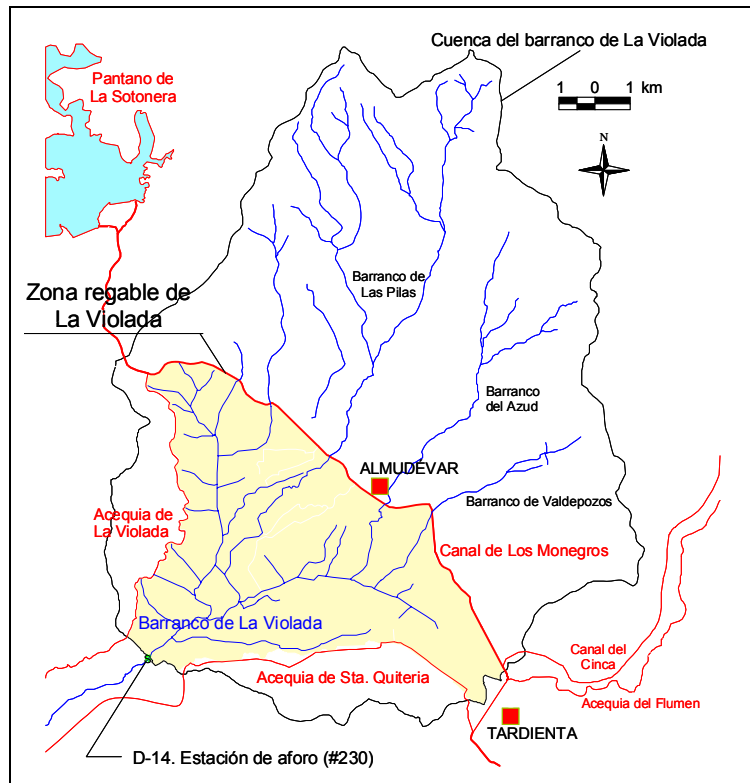 Cuenca del barranco de La Violada
Pantano de
La Sotonera
1 0 1 km
N
Barranco de
Las Pilas
Zona regable de
La Violada
Barranco
del Azud
ALMUDÉVAR
Barranco de Valdepozos
Acequia de
La Violada
Canal de Los Monegros
Barranco de La Violada
Canal del
Cinca
Acequia de Sta. Quiteria
Acequia del Flumen
TARDIENTA
D-14. Estación de aforo (#230)